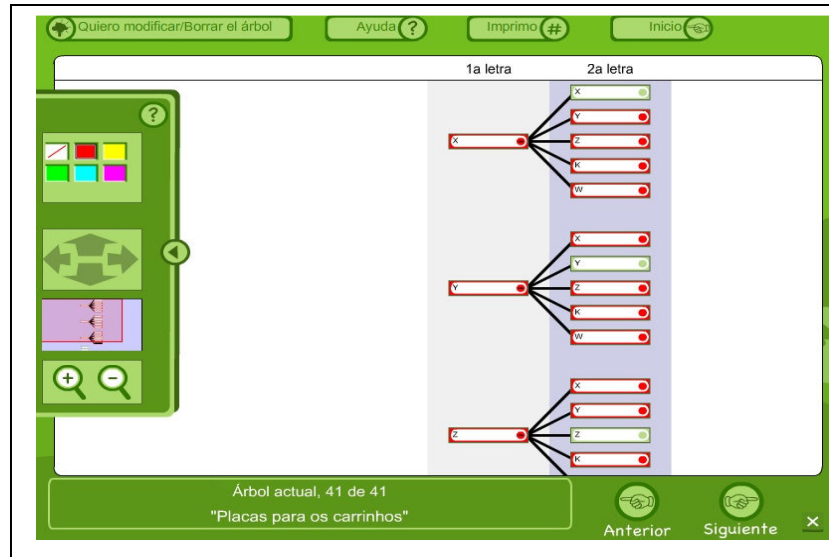 Quiero modificar/Borrar el árbol
Ayuda ?
Imprimo #
Inicio
1a letra 2a letra
?
X
X
Y
Z
K
W
Y
X
Y
Z
K
W
Z
X
Y
Z
K
Árbol actual, 41 de 41
"Placas para os carrinhos"
Anterior
Siguiente
X